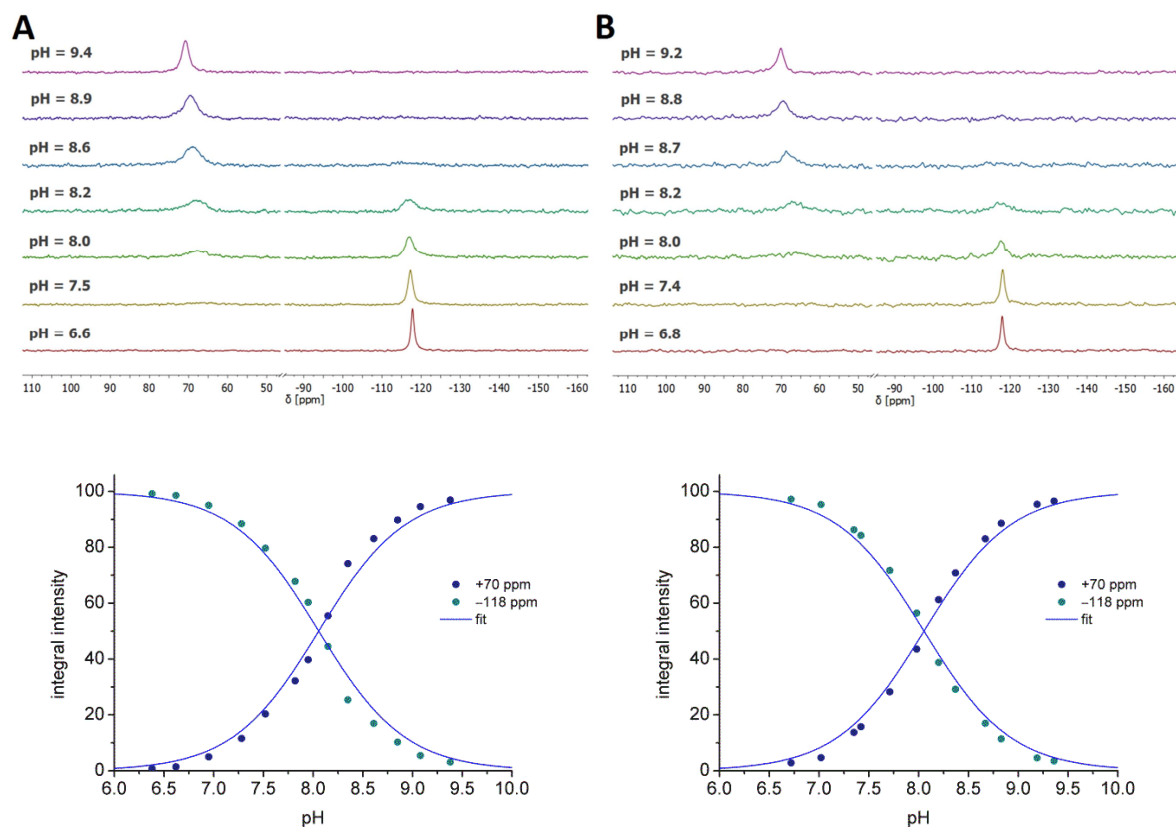 A
pH = 9.4
pH = 8.9
pH = 8.6
pH = 8.2
pH = 8.0
pH = 7.5
pH = 6.6
110 100 90 80 70 60 50 -90 -100 -110 -120 -130 -140 -150 -160
δ [ppm]
B
pH = 9.2
pH = 8.8
pH = 8.7
pH = 8.2
pH = 8.0
pH = 7.4
pH = 6.8
110 100 90 80 70 60 50 -90 -100 -110 -120 -130 -140 -150 -160
δ [ppm]
integral intensity
100
80
60
40
20
0
+70 ppm
–118 ppm
fit
6.0 6.5 7.0 7.5 8.0 8.5 9.0 9.5 10.0
pH
integral intensity
100
80
60
40
20
0
+70 ppm
–118 ppm
fit
6.0 6.5 7.0 7.5 8.0 8.5 9.0 9.5 10.0
pH